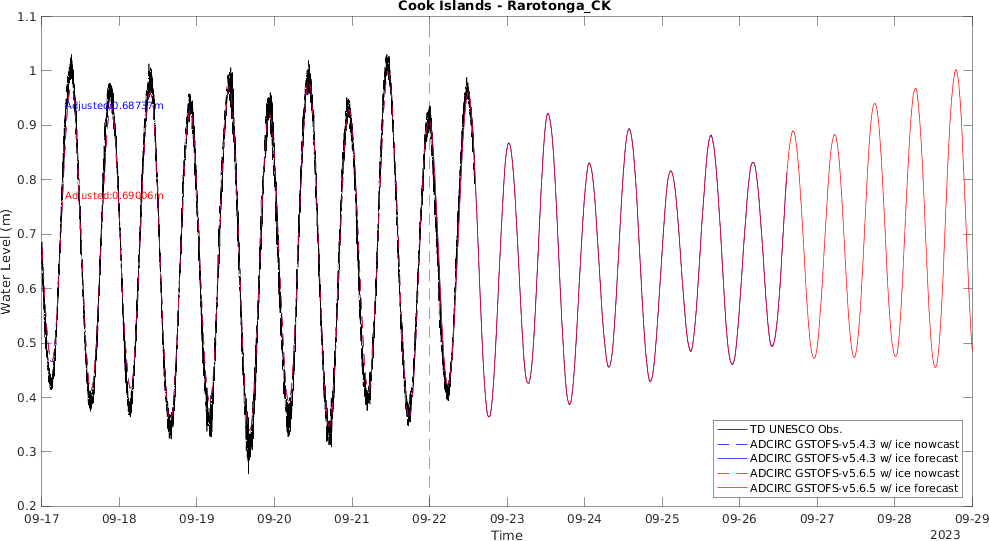 Cook Islands - Rarotonga_CK
1.1
1
0.9
0.8
0.7
0.6
0.5
0.4
0.3
0.2
Water Level (m)
Adjusted:0.68737m
Adjusted:0.69006m
TD UNESCO Obs.
ADCIRC GSTOFS-v5.4.3 w/ ice nowcast
ADCIRC GSTOFS-v5.4.3 w/ ice forecast
ADCIRC GSTOFS-v5.6.5 w/ ice nowcast
ADCIRC GSTOFS-v5.6.5 w/ ice forecast
09-17 09-18 09-19 09-20 09-21 09-22 09-23 09-24 09-25 09-26 09-27 09-28 09-29
Time
2023